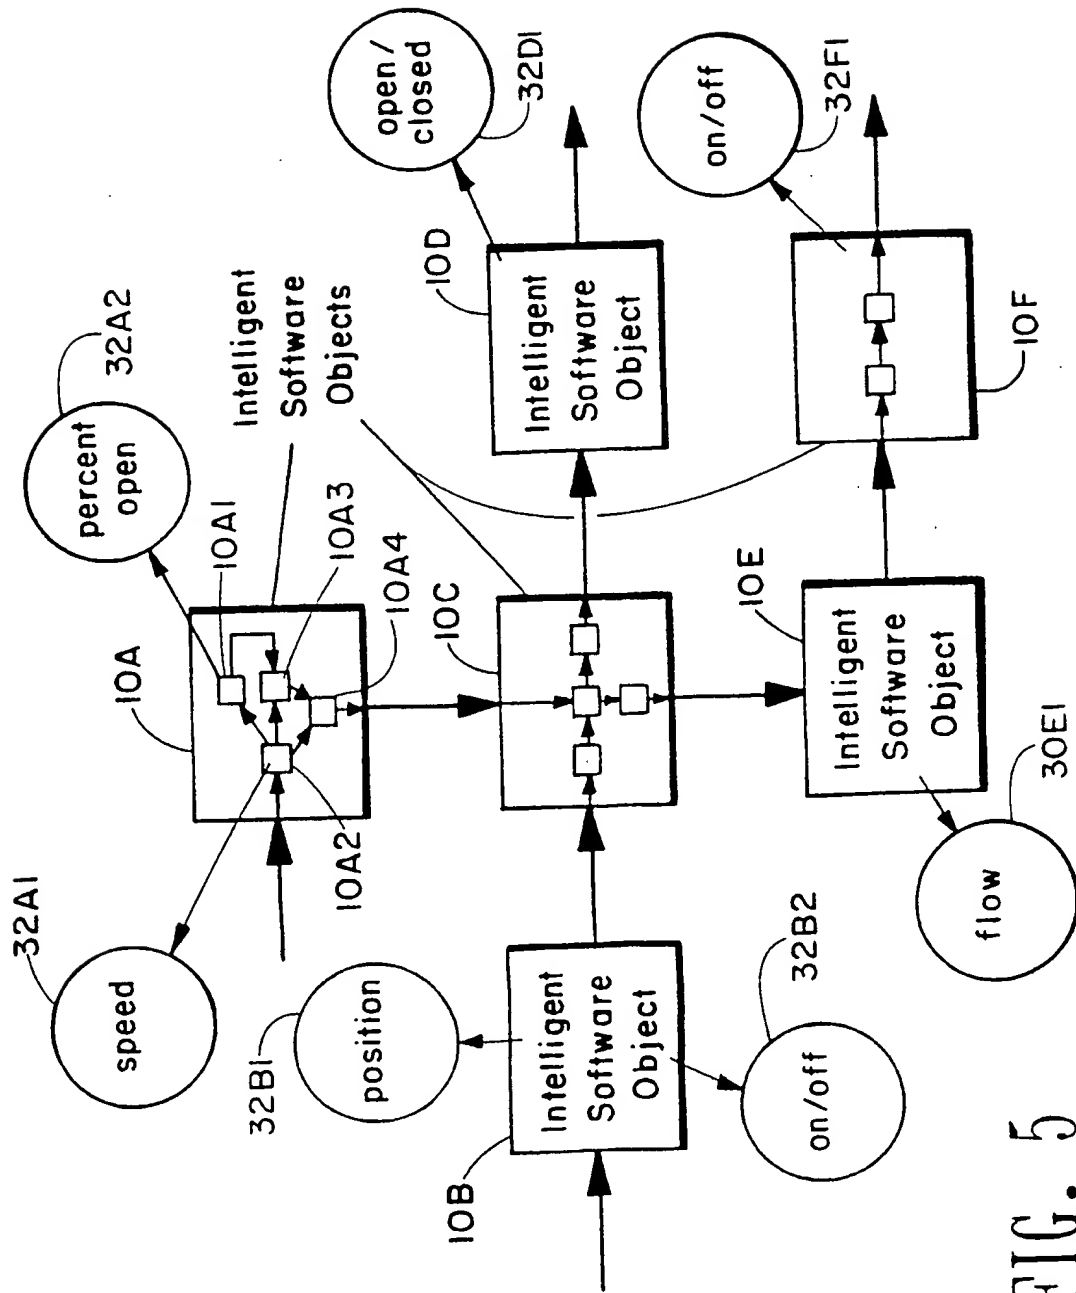 32A1
speed
percent
open
32A2
10A
10A1
10A3
10A4
10A2
Intelligent
Software
Objects
32B1
position
open/
closed
32D1
10B
Intelligent
Software
Object
10C
10D
Intelligent
Software
Object
32B2
on/off
10E
Intelligent
Software
Object
30E1
flow
10F
on/off
32F1
FIG. 5